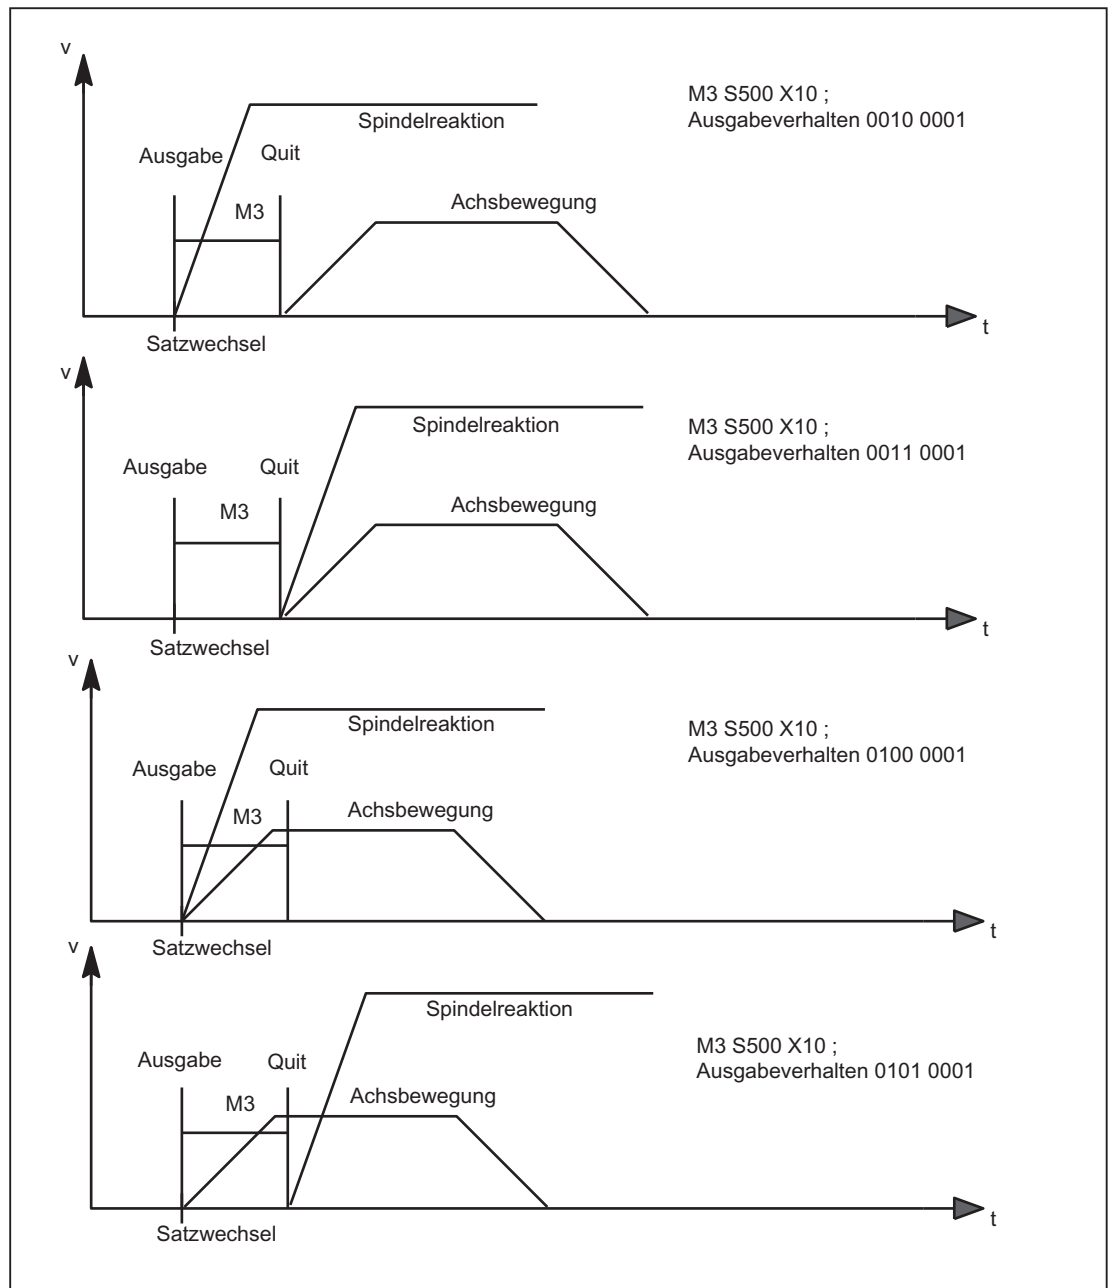 v
M3 S500 X10 ;
Spindelreaktion
Ausgabeverhalten 0010 0001
Ausgabe
Quit
M3
Achsbewegung
t
Satzwechsel
v
Spindelreaktion
M3 S500 X10 ;
Ausgabeverhalten 0011 0001
Ausgabe
Quit
M3
Achsbewegung
t
Satzwechsel
v
Spindelreaktion
M3 S500 X10 ;
Ausgabeverhalten 0100 0001
Ausgabe
Quit
M3
Achsbewegung
t
Satzwechsel
v
Spindelreaktion
M3 S500 X10 ;
Ausgabeverhalten 0101 0001
Ausgabe
Quit
M3
Achsbewegung
t
Satzwechsel